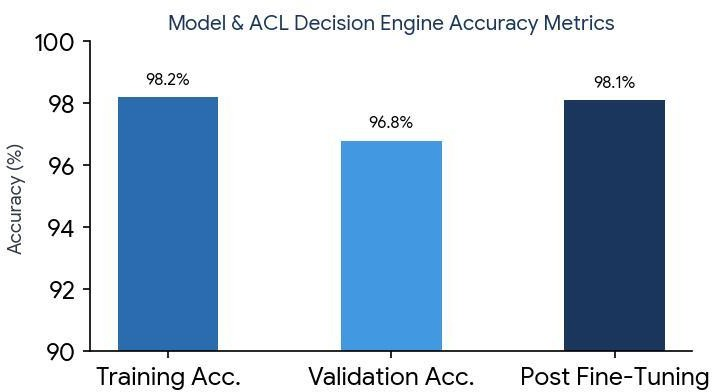 Model & ACL Decision Engine Accuracy Metrics
Accuracy (%)
100
98
96
94
92
90
98.2%
96.8%
98.1%
Training Acc.
Validation Acc.
Post Fine-Tuning